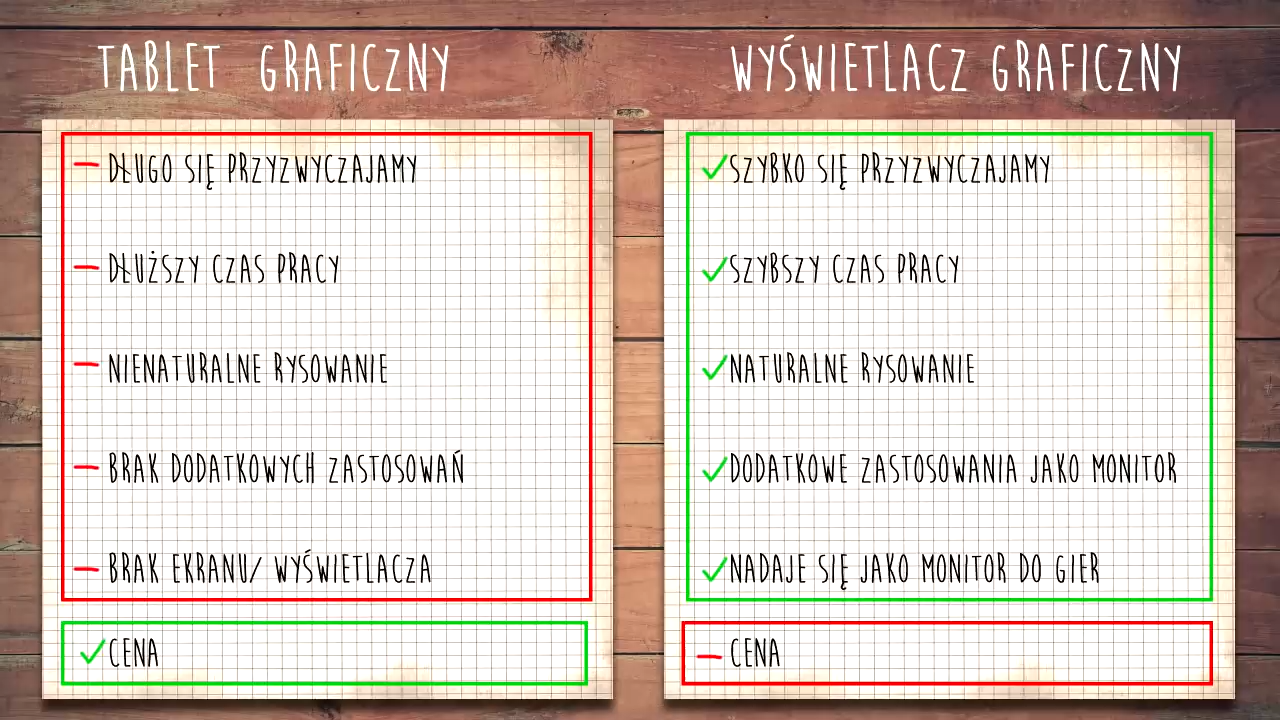 TABLET GRAFICZNY
DŁUGO SIĘ PRZYZWYCZAJAMY
DŁUŻSZY CZAS PRACY
NIENATURALNE RYSOWANIE
BRAK DODATKOWYCH ZASTOSOWAŃ
BRAK EKRANU/ WYŚWIETLACZA
CENA
WYŚWIETLACZ GRAFICZNY
SZYBKO SIĘ PRZYZWYCZAJAMY
SZYBSZY CZAS PRACY
NATURALNE RYSOWANIE
DODATKOWE ZASTOSOWANIA JAKO MONITOR
NADAJE SIĘ JAKO MONITOR DO GIER
CENA